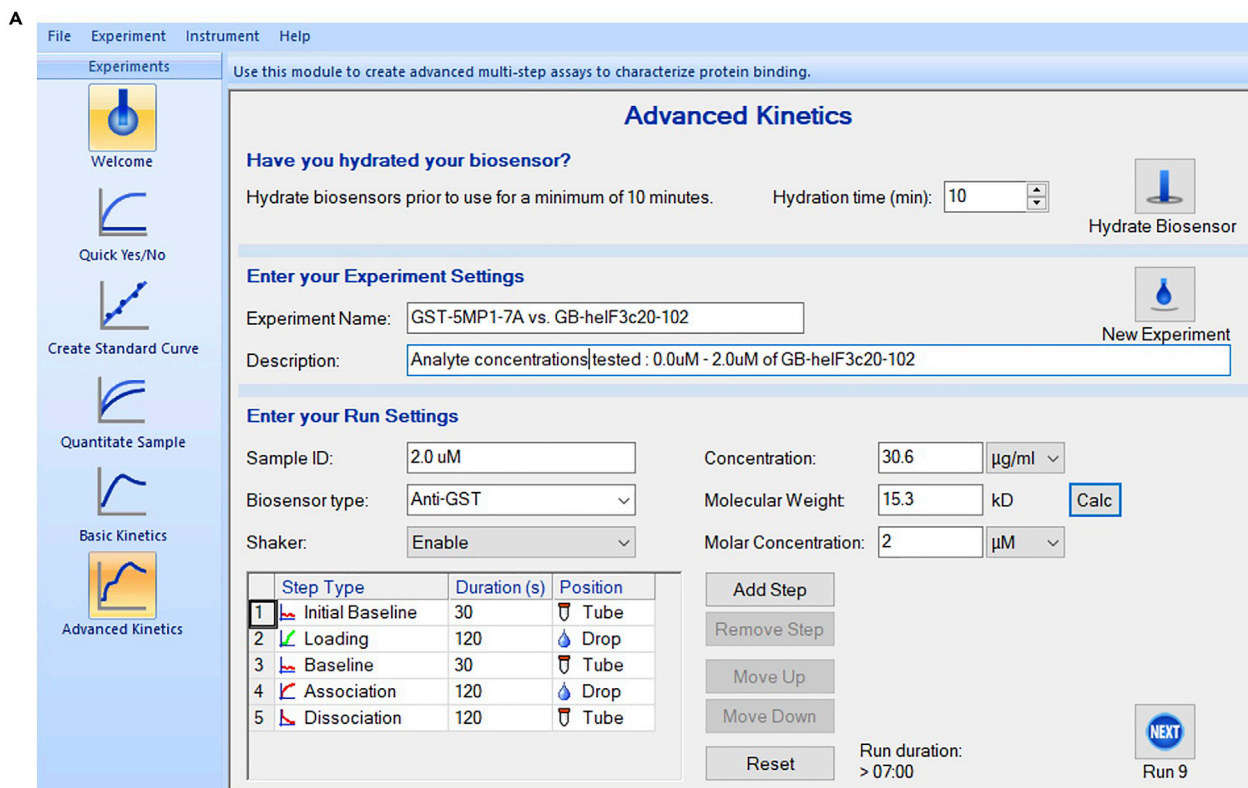 A
File Experiment Instrument Help
Experiments
Use this module to create advanced multi-step assays to characterize protein binding.
Welcome
Quick Yes/No
Create Standard Curve
Quantitate Sample
Basic Kinetics
Advanced Kinetics
Advanced Kinetics
Have you hydrated your biosensor?
Hydrate biosensors prior to use for a minimum of 10 minutes. Hydration time (min): 10
Hydrate Biosensor
Enter your Experiment Settings
Experiment Name: GST-5MP1-7A vs. GB-heIF3c20-102
New Experiment
Description: Analyte concentrations tested : 0.0uM - 2.0uM of GB-heIF3c20-102
Enter your Run Settings
Sample ID: 2.0 uM Concentration: 30.6 µg/ml
Biosensor type: Anti-GST Molecular Weight 15.3 kD Calc
Shaker: Enable Molar Concentration: 2 µM
Step Type Duration (s) Position
1 Initial Baseline 30 Tube
2 Loading 120 Drop
3 Baseline 30 Tube
4 Association 120 Drop
5 Dissociation 120 Tube
Add Step
Remove Step
Move Up
Move Down
Reset
Run duration:
> 07:00
NEXT
Run 9